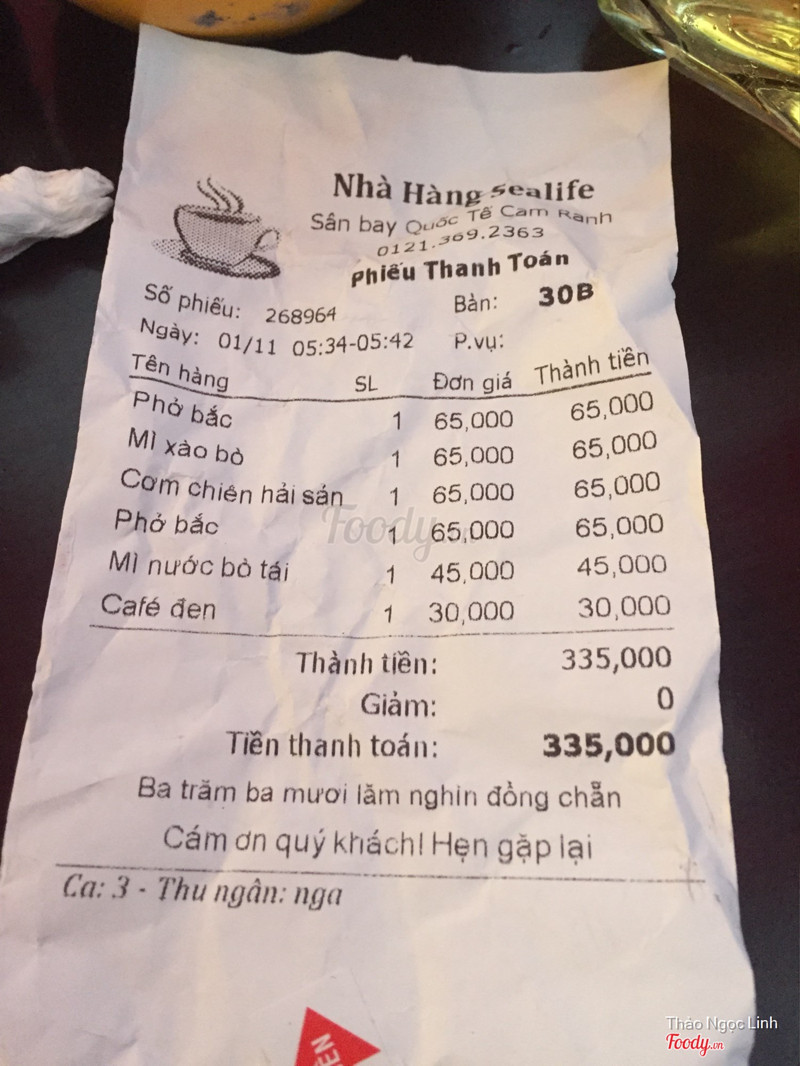 Nhà Hàng sealife
Sân bay Quốc Tế Cam Ranh
0121.369.2363
Phiếu Thanh Toán
Số phiếu: 268964 Bàn: 30B
Ngày: 01/11 05:34-05:42 P.vụ:
Tên hàng SL Đơn giá Thành tiền
Phở bắc 1 65,000 65,000
Mì xào bò 1 65,000 65,000
Cơm chiên hải sản 1 65,000 65,000
Phở bắc 1 65,000 65,000
Mì nước bò tái 1 45,000 45,000
Café đen 1 30,000 30,000
Thành tiền: 335,000
Giảm: 0
Tiền thanh toán: 335,000
Ba trăm ba mươi lăm nghin đồng chẵn
Cám ơn quý khách! Hẹn gặp lại
Ca: 3 - Thu ngân: nga
Foody.vn
Thảo Ngọc Linh
Foody.vn